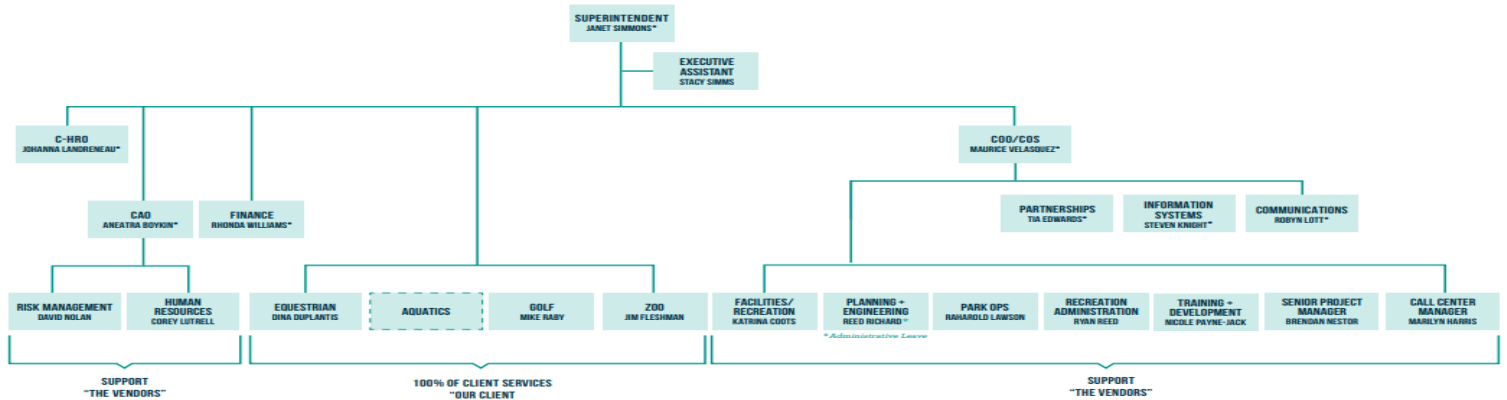 SUPERINTENDENT
JANET SIMMONS*
EXECUTIVE
ASSISTANT
STACY SIMMS
C-HRO
JOHANNA LANDRENEAU*
COO/COS
MAURICE VELASQUEZ*
CAO
ANEATRA BOYKIN*
FINANCE
RHONDA WILLIAMS*
PARTNERSHIPS
TIA EDWARDS*
INFORMATION
SYSTEMS
STEVEN KNIGHT*
COMMUNICATIONS
ROBYN LOTT*
RISK MANAGEMENT
DAVID NOLAN
HUMAN
RESOURCES
COREY LUTRELL
EQUESTRIAN
DINA DUPLANTIS
AQUATICS
GOLF
MIKE RABY
ZOO
JIM FLESHMAN
FACILITIES/
RECREATION
KATRINA COOTS
PLANNING +
ENGINEERING
REED RICHARD *
*Administrative Leave
PARK OPS
RAHAROLD LAWSON
RECREATION
ADMINISTRATION
RYAN REED
TRAINING +
DEVELOPMENT
NICOLE PAYNE-JACK
SENIOR PROJECT
MANAGER
BRENDAN NESTOR
CALL CENTER
MANAGER
MARILYN HARRIS
SUPPORT
"THE VENDORS"
100% OF CLIENT SERVICES
"OUR CLIENT
SUPPORT
"THE VENDORS"